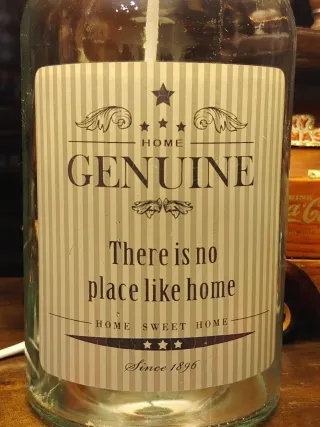 HOME
GENUINE
There is no
place like home
HOME SWEET HOME
Since 1896